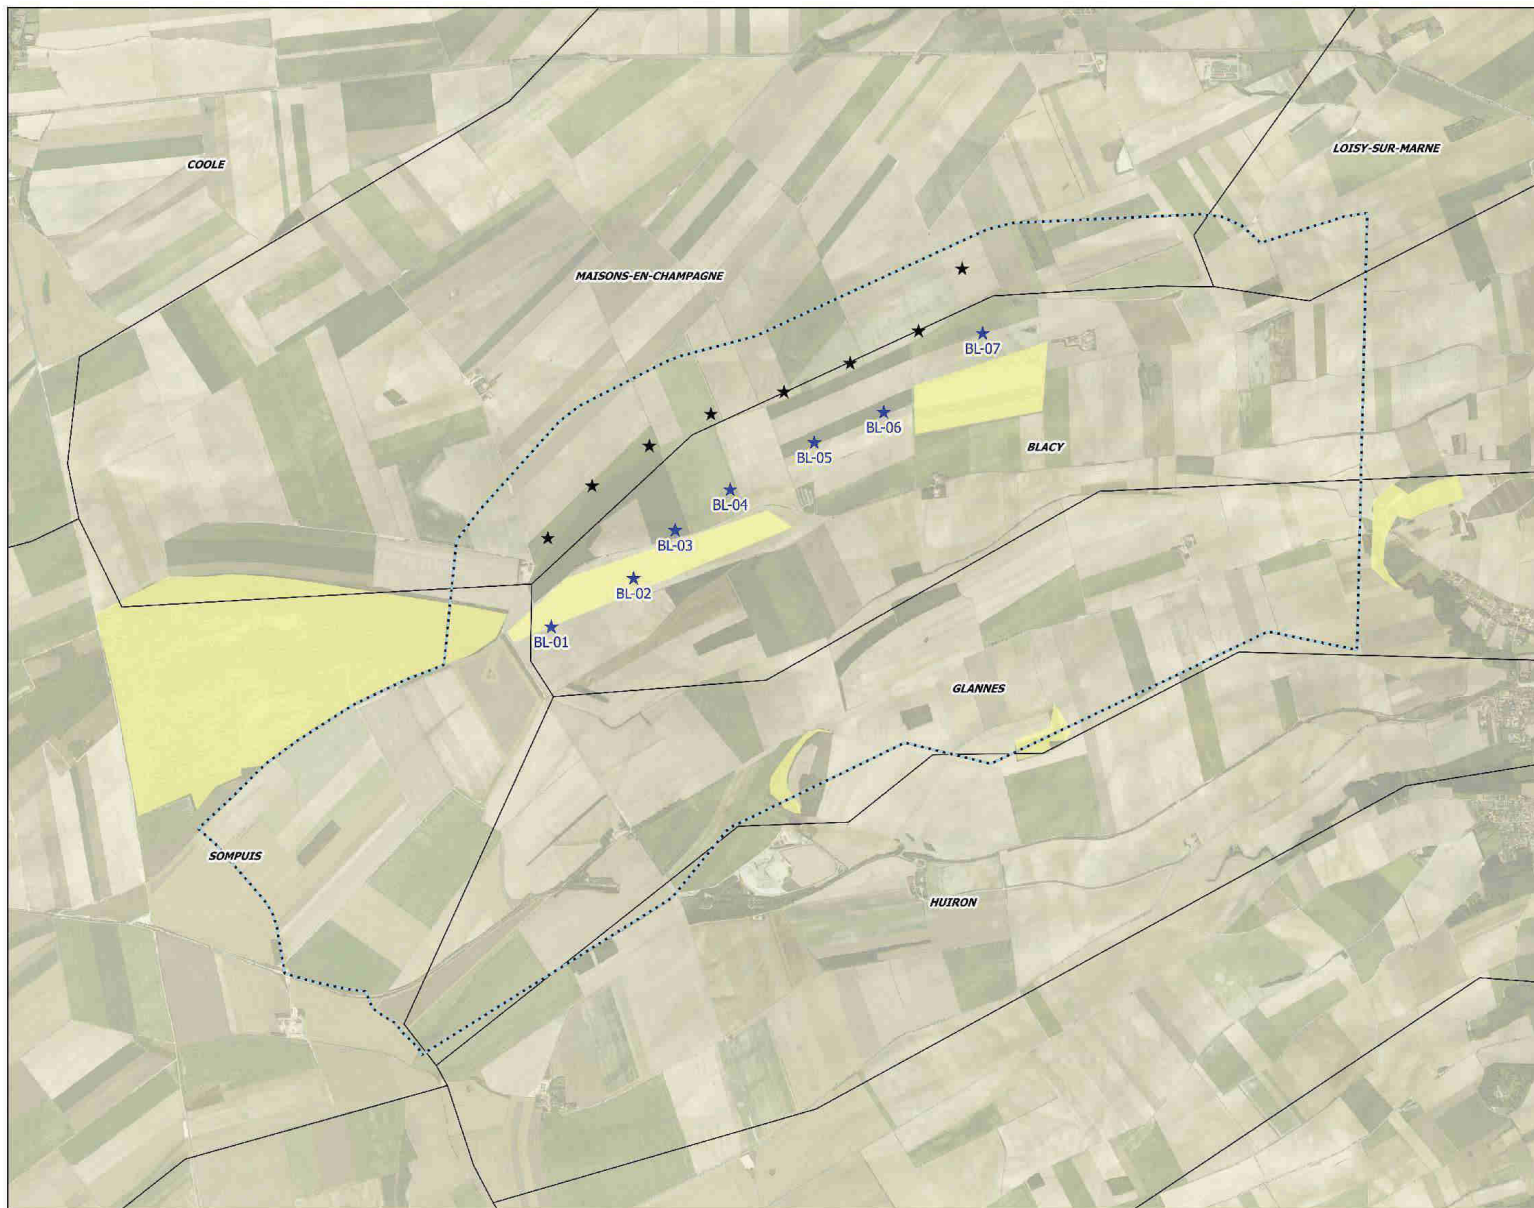 LOISY-SUR-MARNE
COOLE
MAISONS-EN-CHAMPAGNE
BL-07
BL-06
BLACY
BL-05
BL-04
BL-03
BL-02
BL-01
GLANNES
SOMPUIS
HUIRON